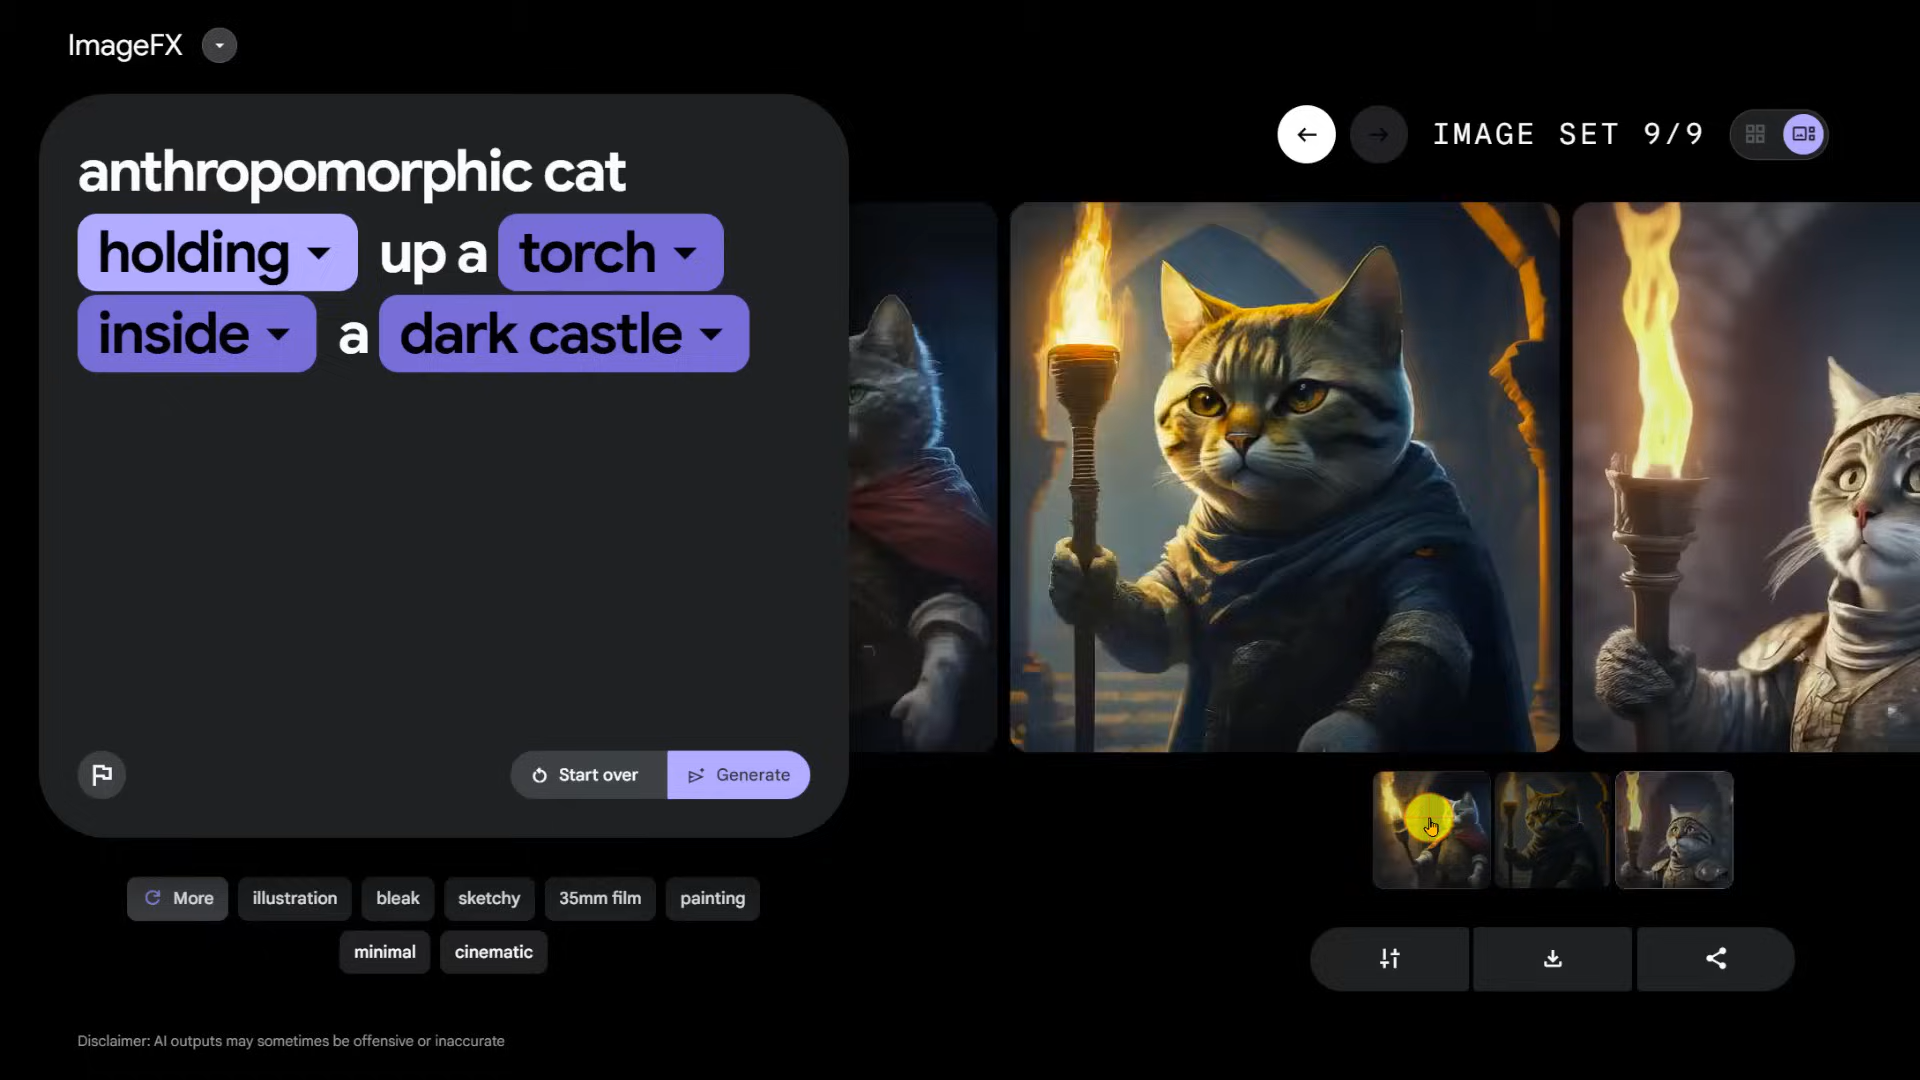 ImageFX
IMAGE SET 9/9
anthropomorphic cat
holding up a torch
inside a dark castle
Start over
Generate
More illustration bleak sketchy 35mm film painting
minimal cinematic
Disclaimer: AI outputs may sometimes be offensive or inaccurate